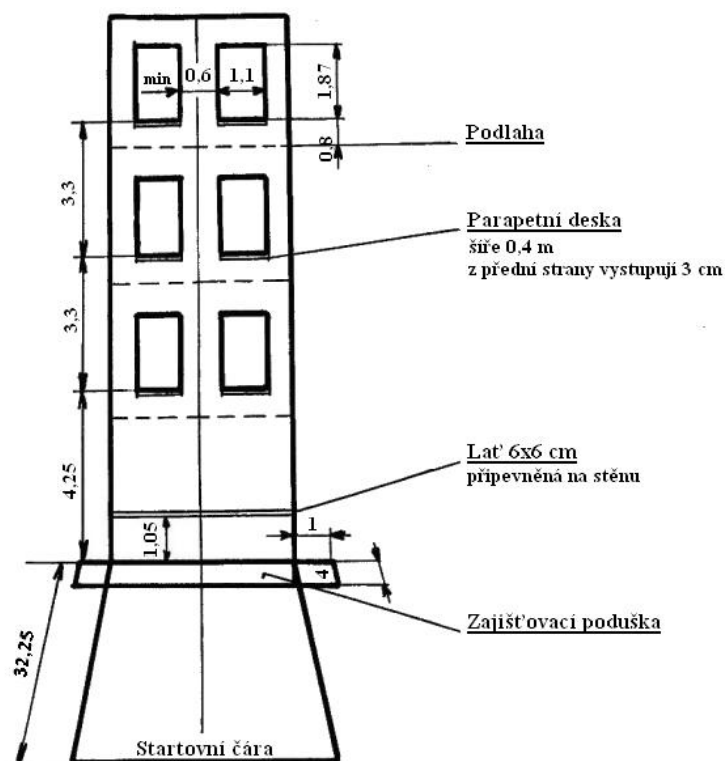 min 0,6 1,1
1,87
0,8
Podlaha
3,3
Parapetní deska
šíře 0,4 m
z přední strany vystupují 3 cm
3,3
4,25
Lať 6x6 cm
připevněná na stěnu
1,05
1
4
Zajišťovací poduška
32,25
Startovní čára